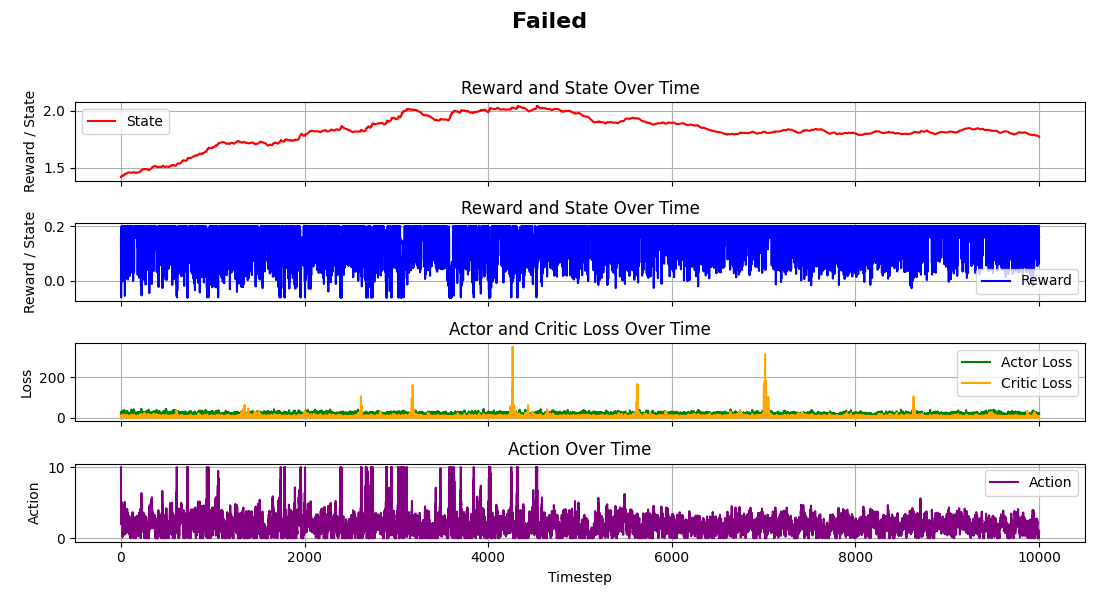 Failed
Reward and State Over Time
Reward / State
2.0
1.5
State
Reward and State Over Time
Reward / State
0.2
0.0
Reward
Actor and Critic Loss Over Time
Loss
200
0
Actor Loss
Critic Loss
Action Over Time
Action
10
0
Action
0 2000 4000 6000 8000 10000
Timestep